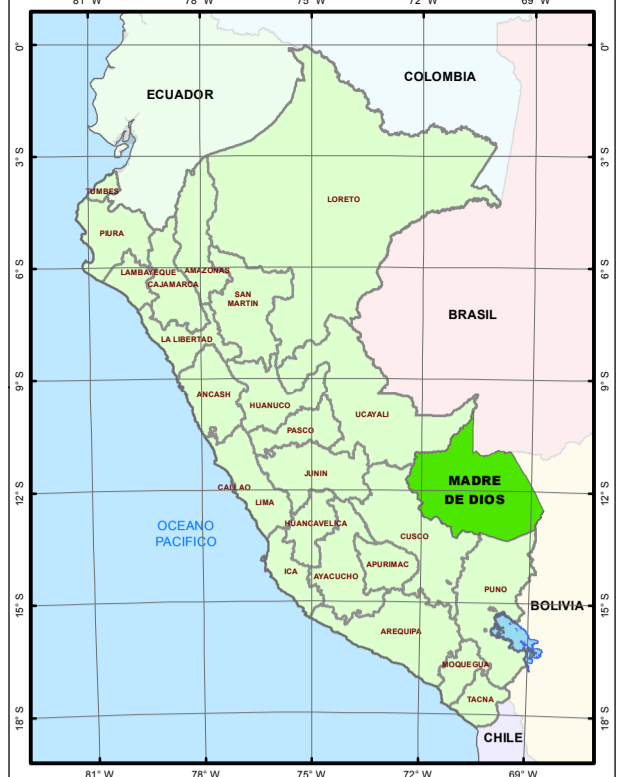 81° W
78° W
75° W
72° W
69° W
0°
0°
COLOMBIA
ECUADOR
3° S
3° S
TUMBES
LORETO
PIURA
6° S
6° S
LAMBAYEQUE
AMAZONAS
CAJAMARCA
SAN
MARTIN
BRASIL
LA LIBERTAD
9° S
9° S
ANCASH
HUANUCO
UCAYALI
PASCO
JUNIN
MADRE
DE DIOS
12° S
12° S
CALLAO
LIMA
HUANCAVELICA
OCEANO
PACIFICO
CUSCO
APURIMAC
ICA
AYACUCHO
PUNO
15° S
15° S
BOLIVIA
AREQUIPA
MOQUEGUA
TACNA
18° S
18° S
CHILE
81° W
78° W
75° W
72° W
69° W